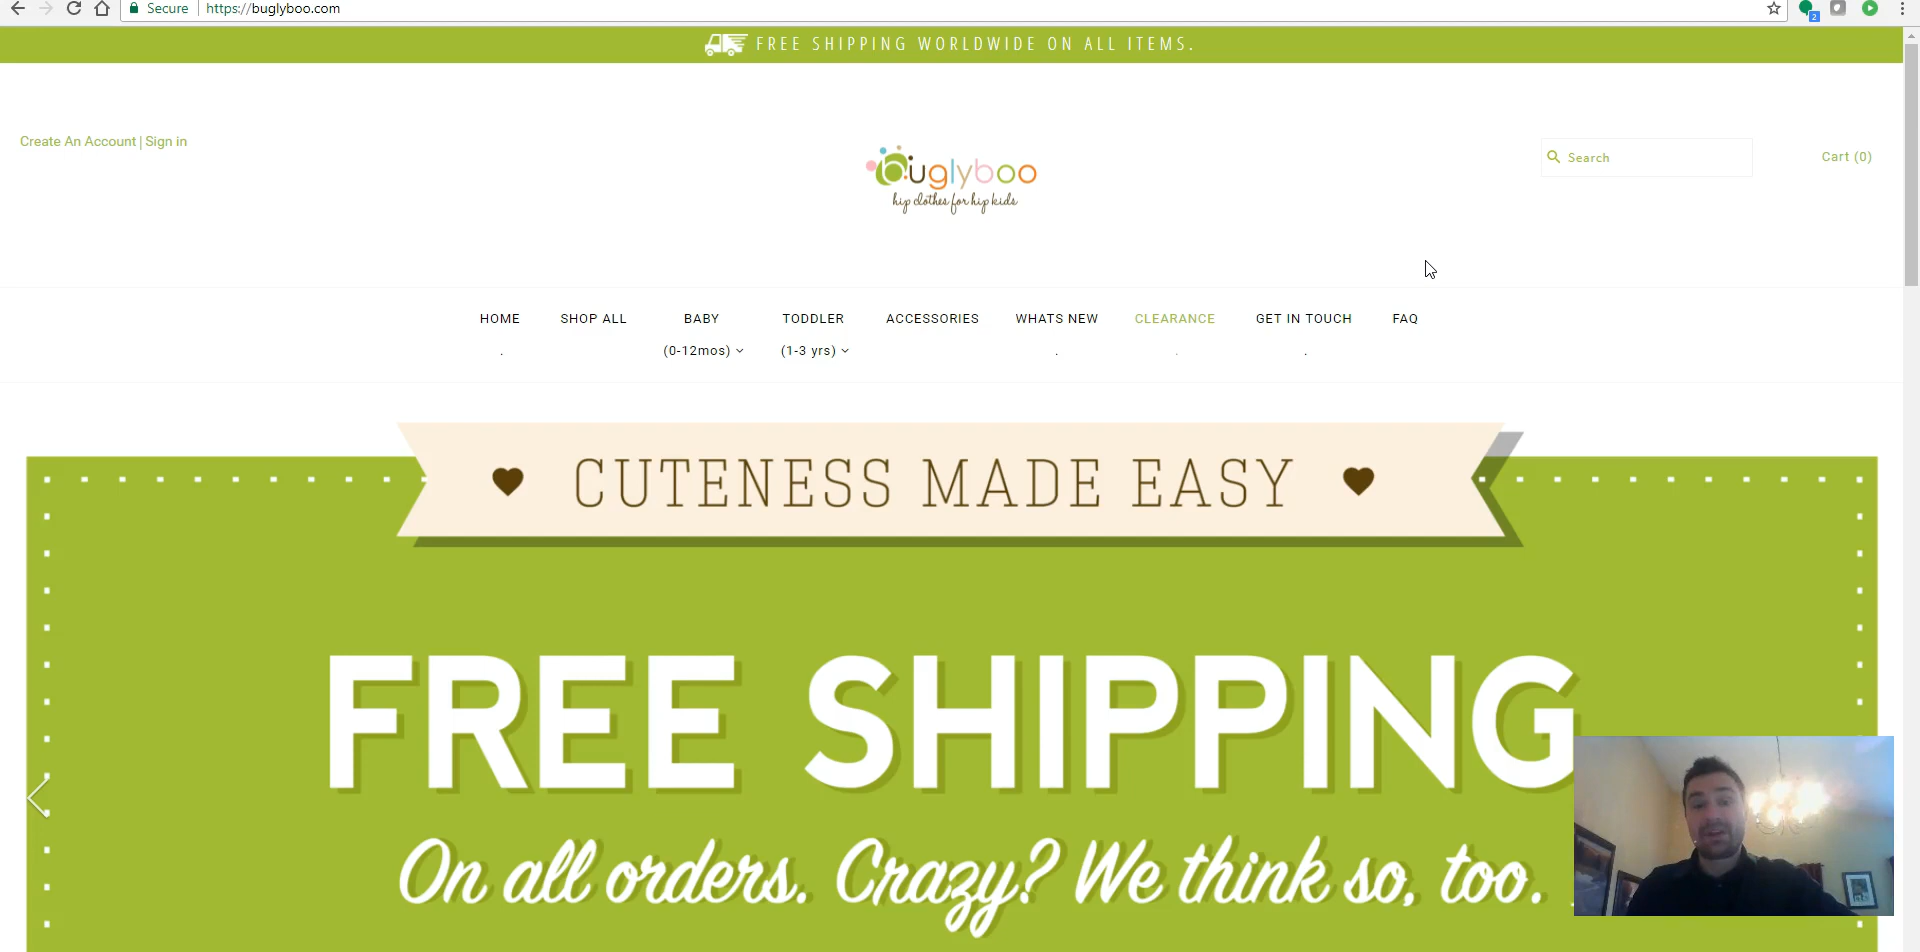 Secure https://buglyboo.com
2
FREE SHIPPING WORLDWIDE ON ALL ITEMS.
Create An Account | Sign in
buglyboo
hip clothes for hip kids
Search
Cart (0)
HOME SHOP ALL BABY TODDLER ACCESSORIES WHATS NEW CLEARANCE GET IN TOUCH FAQ
. (0-12mos) (1-3 yrs) . . .
CUTENESS MADE EASY
FREE SHIPPING
On all orders. Crazy? We think so, too.